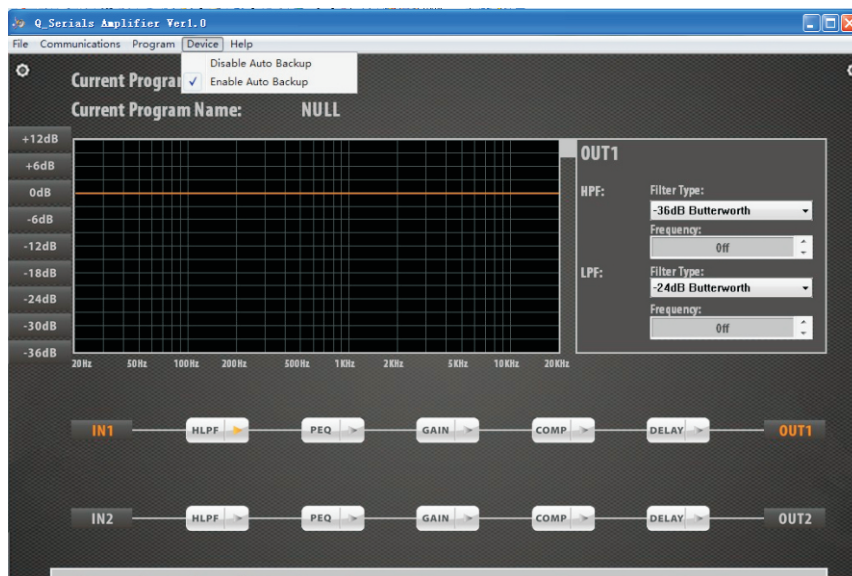 Q_Serials Amplifier Ver1.0
File Communications Program Device Help
Disable Auto Backup
Enable Auto Backup
Current Program
Current Program Name: NULL
+12dB
+6dB
0dB
-6dB
-12dB
-18dB
-24dB
-30dB
-36dB
20Hz 50Hz 100Hz 200Hz 500Hz 1KHz 2KHz 5KHz 10KHz 20KHz
OUT1
HPF: Filter Type:
-36dB Butterworth
Frequency:
Off
LPF: Filter Type:
-24dB Butterworth
Frequency:
Off
IN1 HLPF PEQ GAIN COMP DELAY OUT1
IN2 HLPF PEQ GAIN COMP DELAY OUT2